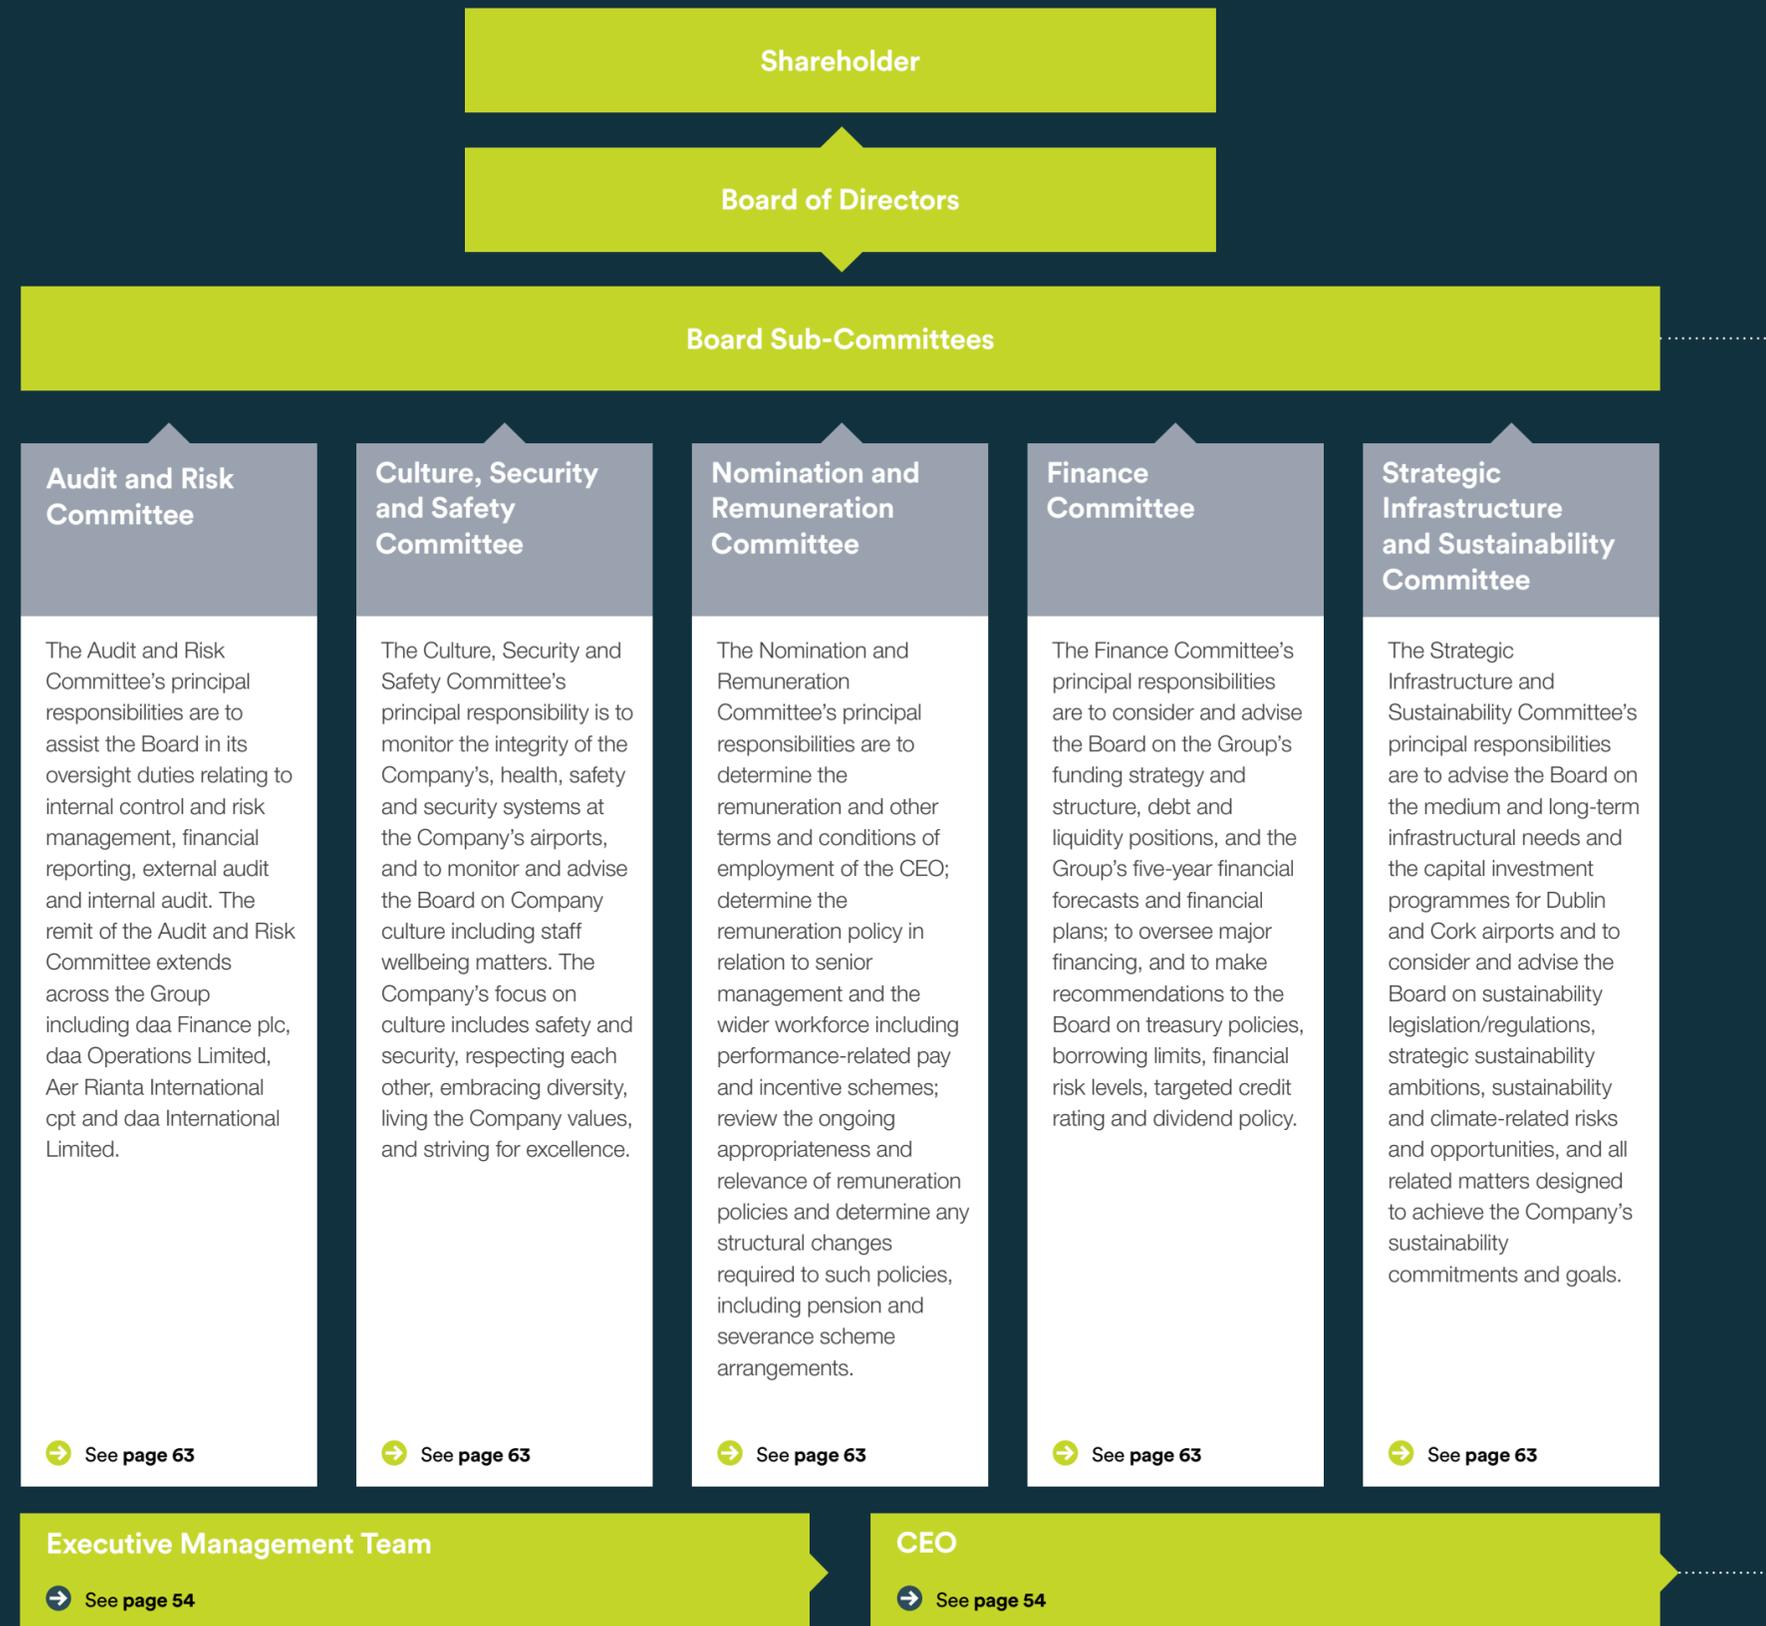 Shareholder
Board of Directors
Board Sub-Committees
Audit and Risk
Committee
The Audit and Risk
Committee’s principal
responsibilities are to
assist the Board in its
oversight duties relating to
internal control and risk
management, financial
reporting, external audit
and internal audit. The
remit of the Audit and Risk
Committee extends
across the Group
including daa Finance plc,
daa Operations Limited,
Aer Rianta International
cpt and daa International
Limited.
See page 63
Culture, Security
and Safety
Committee
The Culture, Security and
Safety Committee’s
principal responsibility is to
monitor the integrity of the
Company’s, health, safety
and security systems at
the Company’s airports,
and to monitor and advise
the Board on Company
culture including staff
wellbeing matters. The
Company’s focus on
culture includes safety and
security, respecting each
other, embracing diversity,
living the Company values,
and striving for excellence.
See page 63
Nomination and
Remuneration
Committee
The Nomination and
Remuneration
Committee’s principal
responsibilities are to
determine the
remuneration and other
terms and conditions of
employment of the CEO;
determine the
remuneration policy in
relation to senior
management and the
wider workforce including
performance-related pay
and incentive schemes;
review the ongoing
appropriateness and
relevance of remuneration
policies and determine any
structural changes
required to such policies,
including pension and
severance scheme
arrangements.
See page 63
Finance
Committee
The Finance Committee’s
principal responsibilities
are to consider and advise
the Board on the Group’s
funding strategy and
structure, debt and
liquidity positions, and the
Group’s five-year financial
forecasts and financial
plans; to oversee major
financing, and to make
recommendations to the
Board on treasury policies,
borrowing limits, financial
risk levels, targeted credit
rating and dividend policy.
See page 63
Strategic
Infrastructure
and Sustainability
Committee
The Strategic
Infrastructure and
Sustainability Committee’s
principal responsibilities
are to advise the Board on
the medium and long-term
infrastructural needs and
the capital investment
programmes for Dublin
and Cork airports and to
consider and advise the
Board on sustainability
legislation/regulations,
strategic sustainability
ambitions, sustainability
and climate-related risks
and opportunities, and all
related matters designed
to achieve the Company’s
sustainability
commitments and goals.
See page 63
Executive Management Team
See page 54
CEO
See page 54